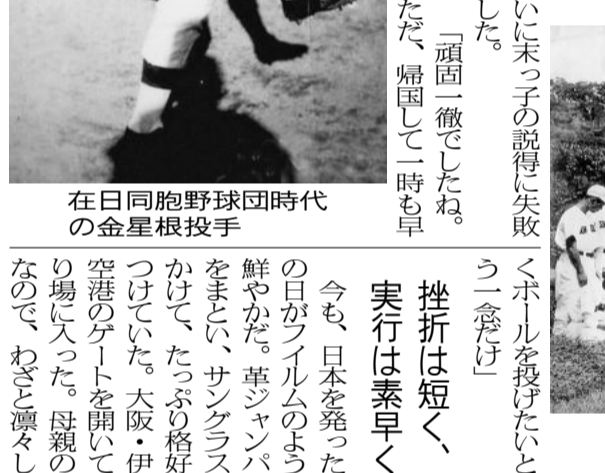 いに末っ子の説得に失敗
した。
「頑固一徹でしたね。
ただ、帰国して一時も早
在日同胞野球団時代
の金星根投手
くボールを投げたいと
う一念だけ」
挫折は短く、
実行は素早く
今も、日本を発った
の日がフイルムのよう
鮮やかだ。革ジャンパ
をまとい、サングラス
かけて、たっぷり格好
つけていた。大阪・伊
空港のゲートを開いて
り場に入った。母親の
なので、わざと凛々し